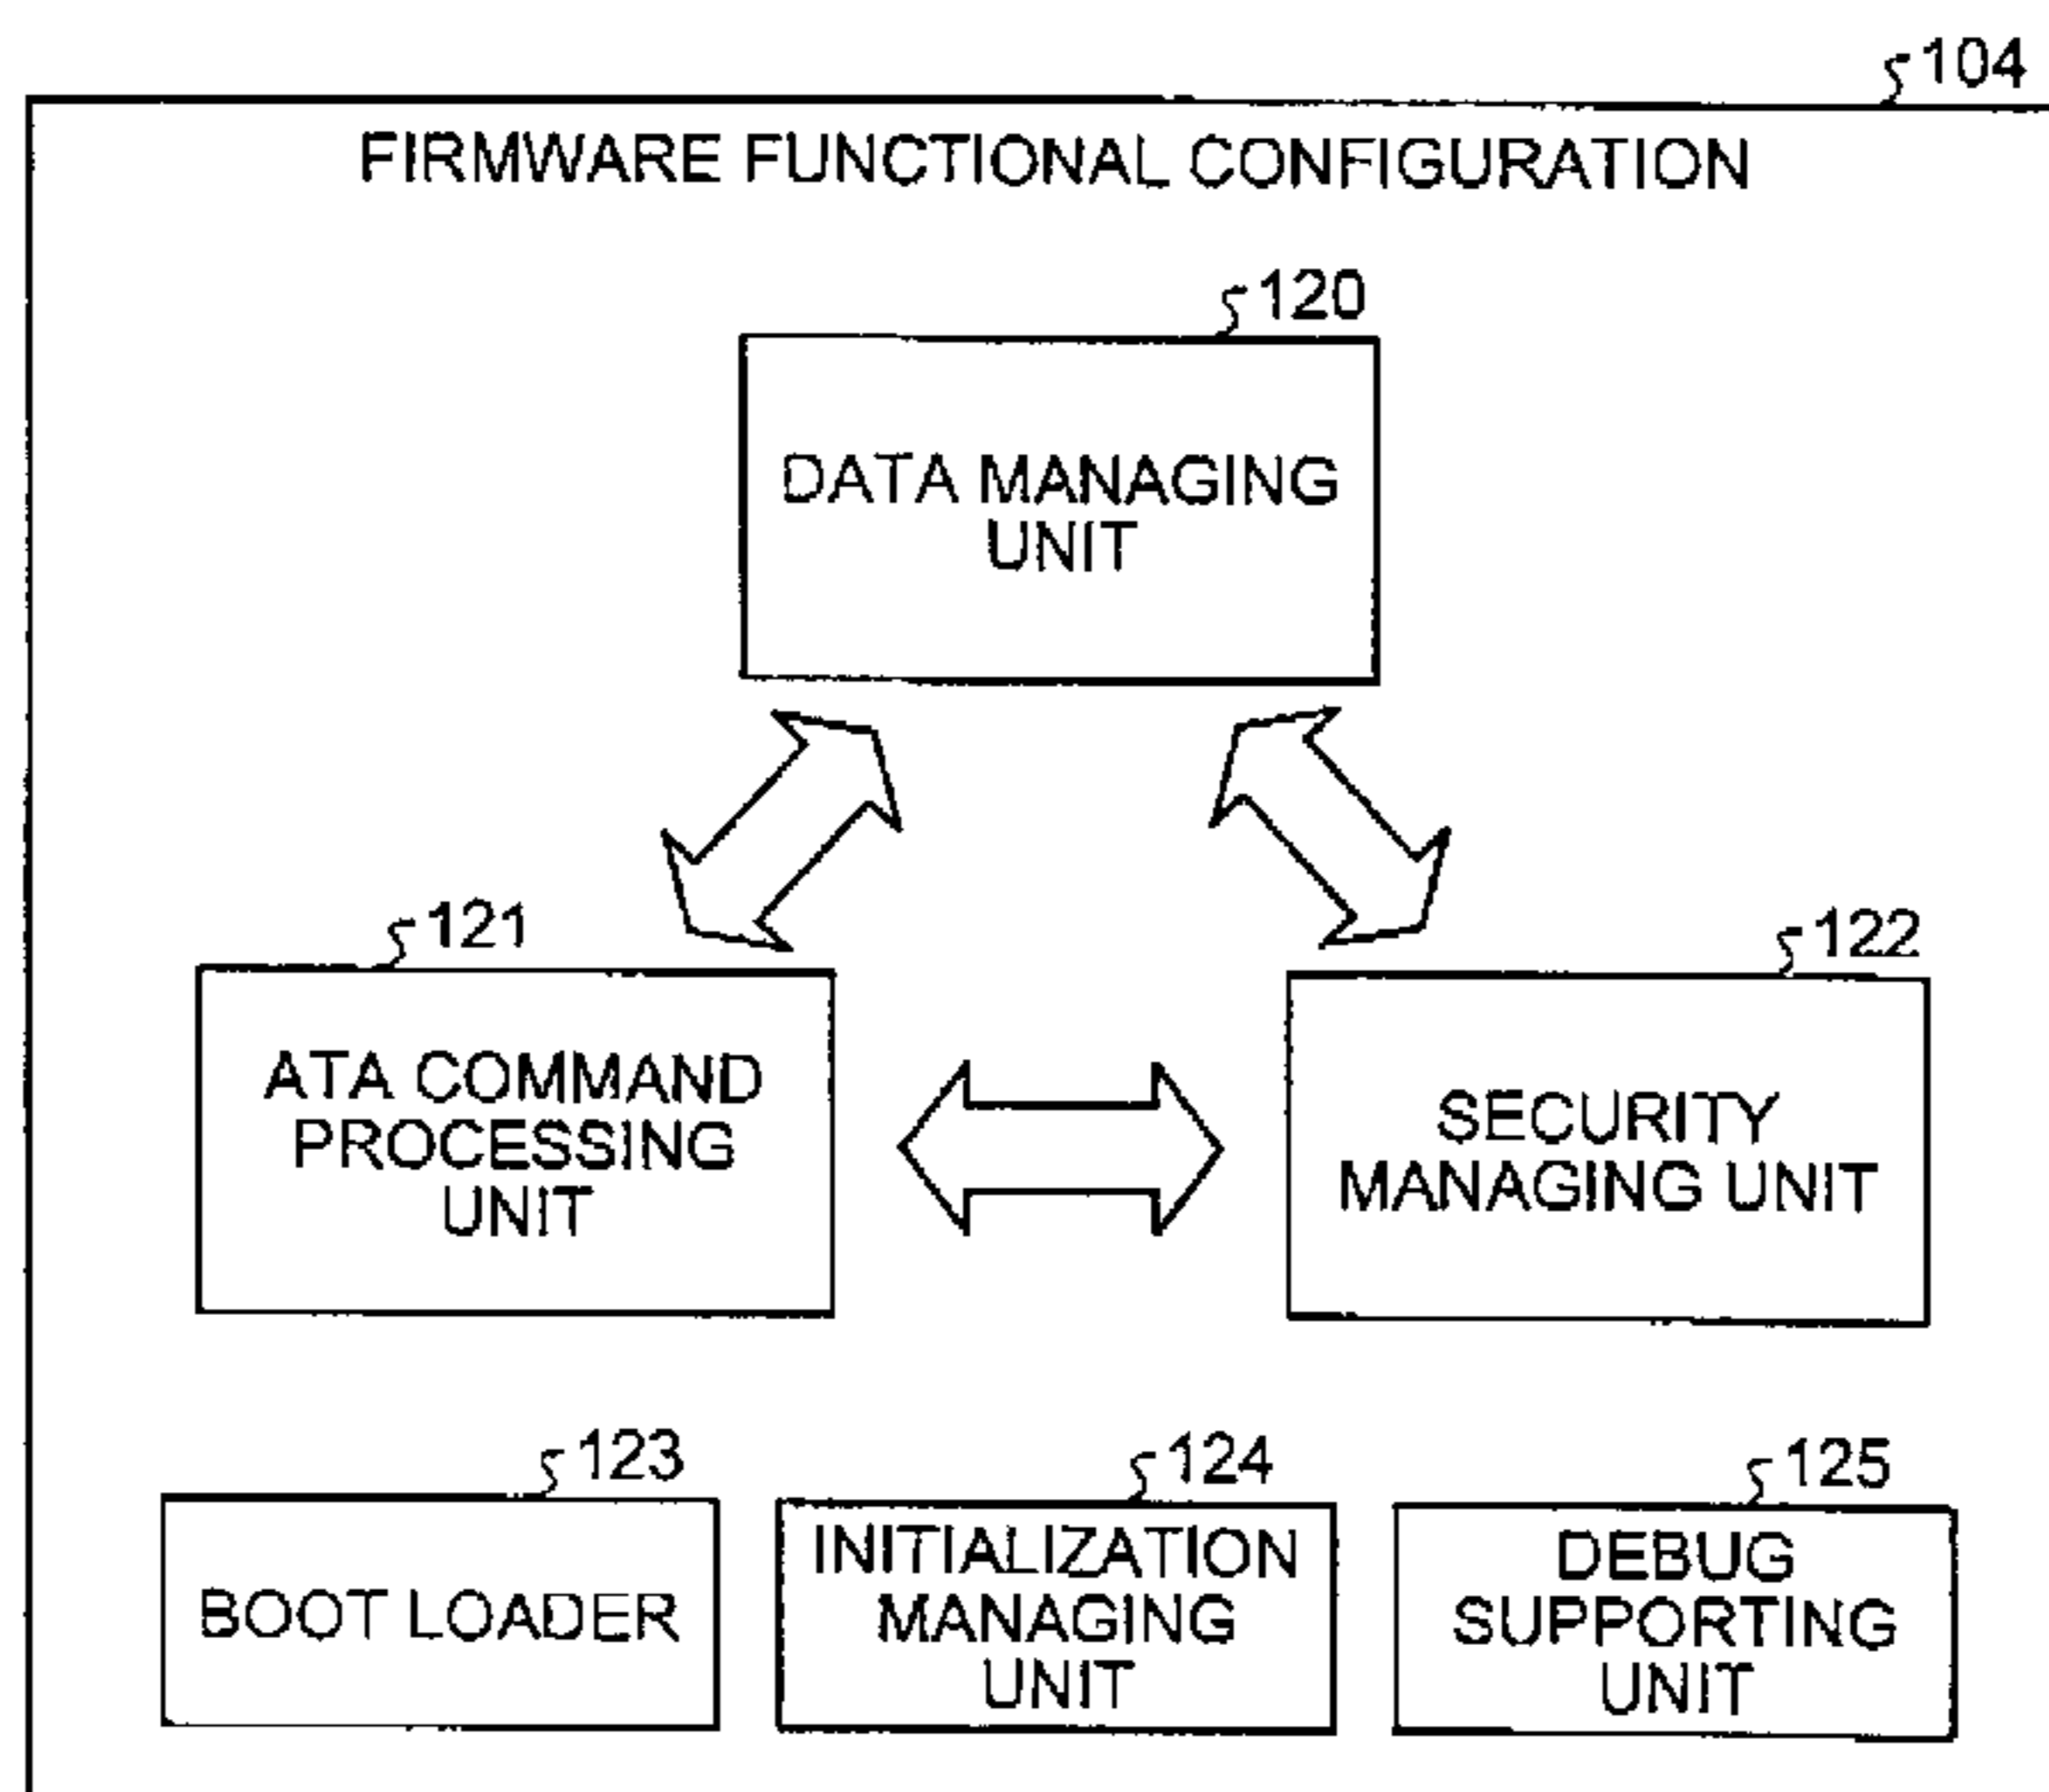 104
FIRMWARE FUNCTIONAL CONFIGURATION
120
DATA MANAGING
UNIT
121
ATA COMMAND
PROCESSING
UNIT
122
SECURITY
MANAGING UNIT
123
BOOT LOADER
124
INITIALIZATION
MANAGING
UNIT
125
DEBUG
SUPPORTING
UNIT